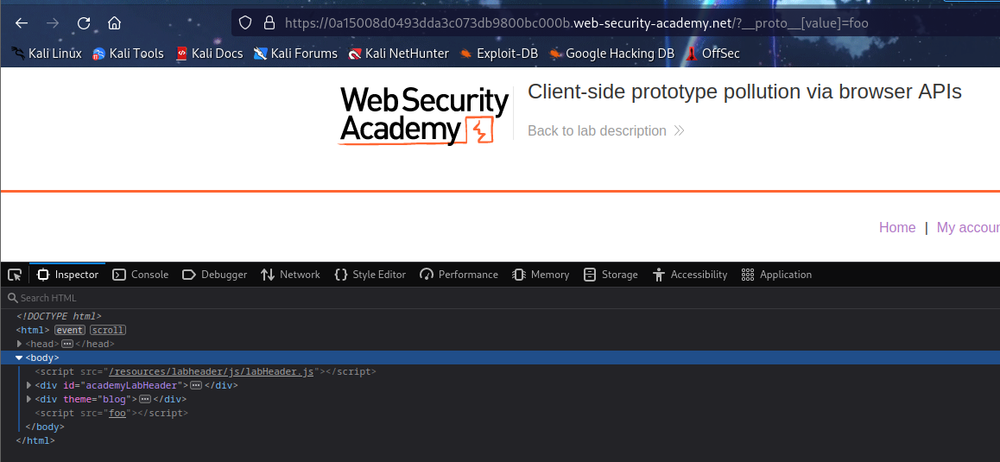 https://0a15008d0493dda3c073db9800bc000b.web-security-academy.net/?__proto__[value]=foo
Kali Linux Kali Tools Kali Docs Kali Forums Kali NetHunter Exploit-DB Google Hacking DB OffSec
Web Security
Academy
Client-side prototype pollution via browser APIs
Back to lab description
Home | My accour
Inspector Console Debugger Network Style Editor Performance Memory Storage Accessibility Application
Search HTML
<!DOCTYPE html>
<html> event scroll
<head> ... </head>
<body>
<script src="/resources/labheader/js/labHeader.js"></script>
<div id="academyLabHeader"> ... </div>
<div theme="blog"> ... </div>
<script src="foo"></script>
</body>
</html>